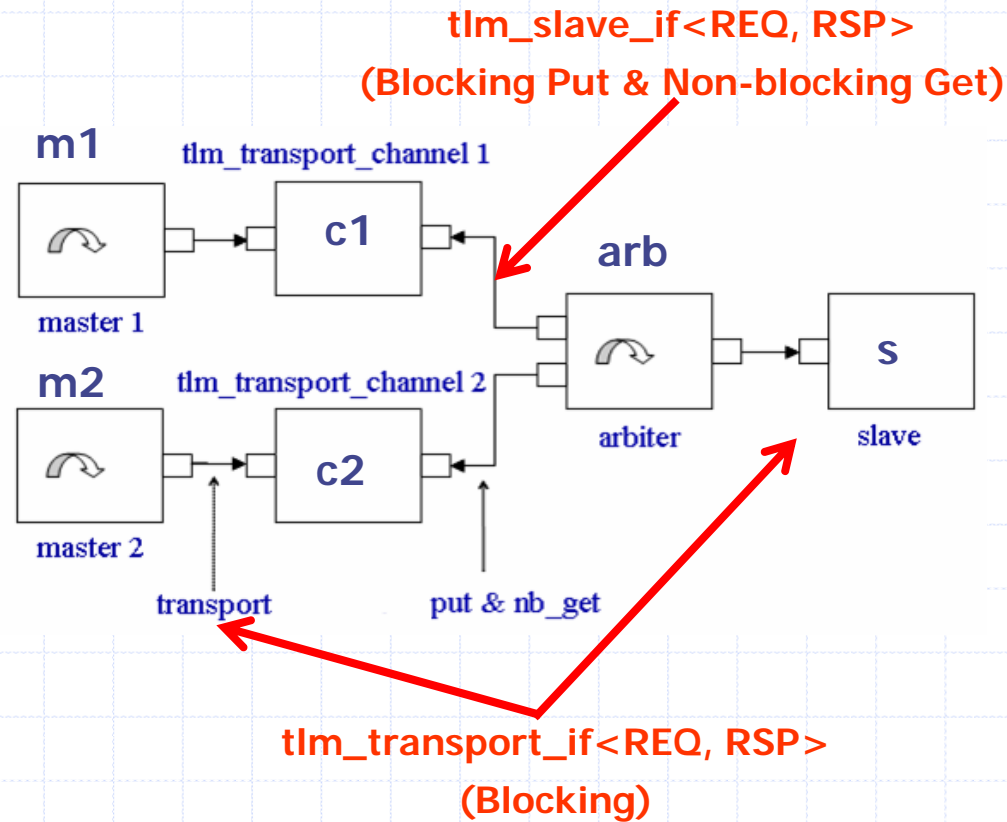 tlm_slave_if<REQ, RSP>
(Blocking Put & Non-blocking Get)
m1
tlm_transport_channel 1
c1
arb
master 1
m2
tlm_transport_channel 2
s
arbiter
slave
c2
master 2
transport
put & nb_get
tlm_transport_if<REQ, RSP>
(Blocking)